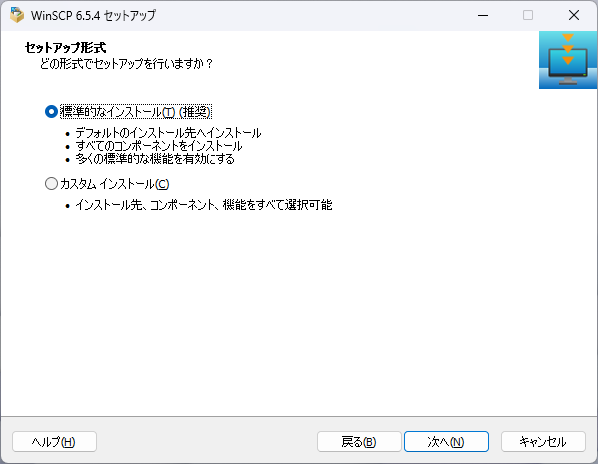 WinSCP 6.5.4 セットアップ
セットアップ形式
どの形式でセットアップを行いますか？
標準的なインストール(T) (推奨)
• デフォルトのインストール先へインストール
• すべてのコンポーネントをインストール
• 多くの標準的な機能を有効にする
カスタム インストール(C)
• インストール先、コンポーネント、機能をすべて選択可能
ヘルプ(H)
戻る(B)
次へ(N)
キャンセル